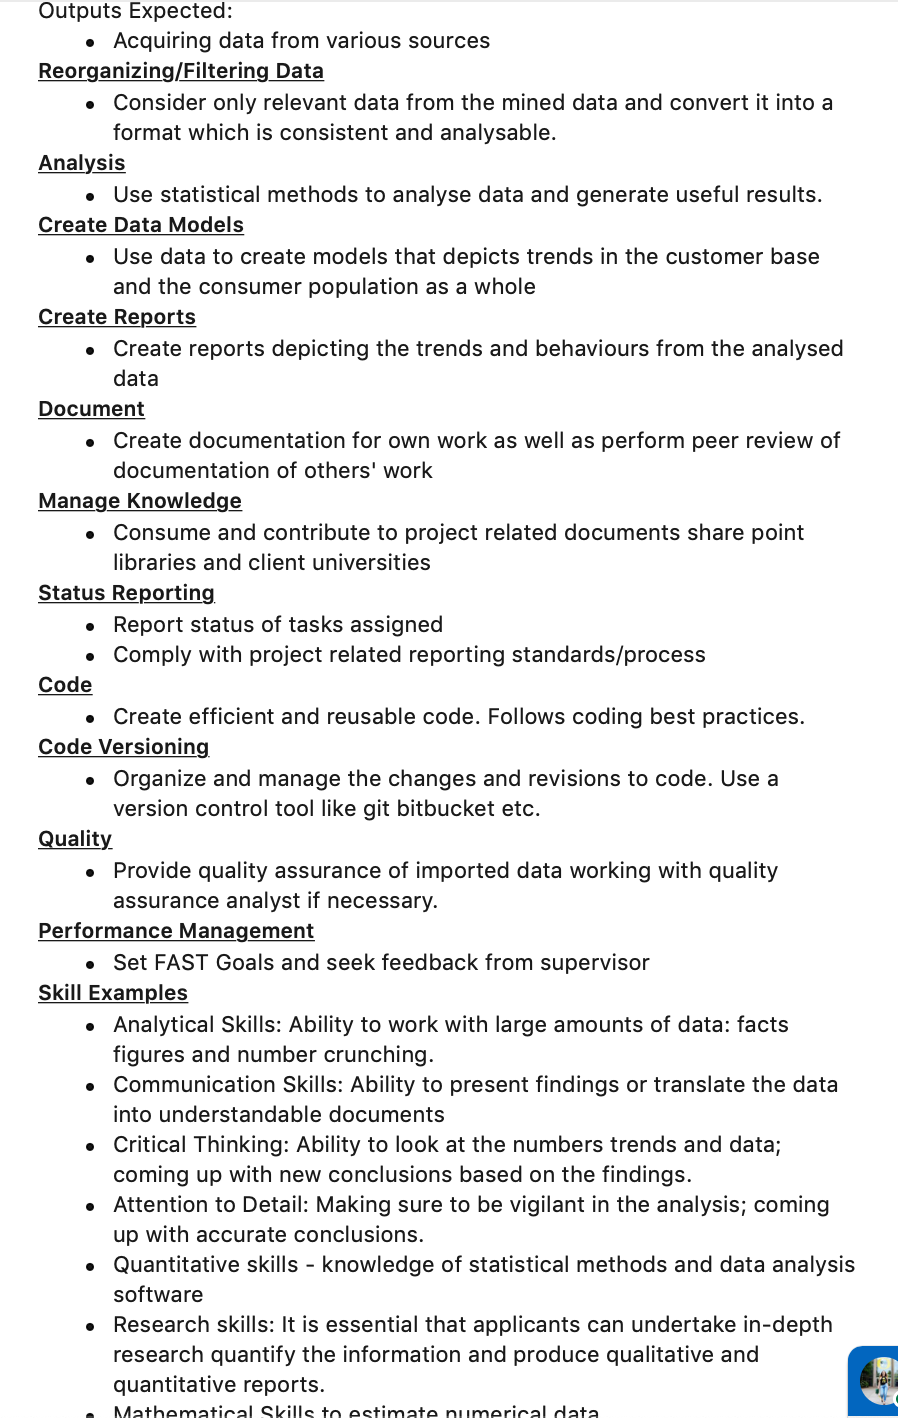 Outputs Expected:
• Acquiring data from various sources
Reorganizing/Filtering Data
• Consider only relevant data from the mined data and convert it into a
format which is consistent and analysable.
Analysis
• Use statistical methods to analyse data and generate useful results.
Create Data Models
• Use data to create models that depicts trends in the customer base
and the consumer population as a whole
Create Reports
• Create reports depicting the trends and behaviours from the analysed
data
Document
• Create documentation for own work as well as perform peer review of
documentation of others' work
Manage Knowledge
• Consume and contribute to project related documents share point
libraries and client universities
Status Reporting
• Report status of tasks assigned
• Comply with project related reporting standards/process
Code
• Create efficient and reusable code. Follows coding best practices.
Code Versioning
• Organize and manage the changes and revisions to code. Use a
version control tool like git bitbucket etc.
Quality
• Provide quality assurance of imported data working with quality
assurance analyst if necessary.
Performance Management
• Set FAST Goals and seek feedback from supervisor
Skill Examples
• Analytical Skills: Ability to work with large amounts of data: facts
figures and number crunching.
• Communication Skills: Ability to present findings or translate the data
into understandable documents
• Critical Thinking: Ability to look at the numbers trends and data;
coming up with new conclusions based on the findings.
• Attention to Detail: Making sure to be vigilant in the analysis; coming
up with accurate conclusions.
• Quantitative skills - knowledge of statistical methods and data analysis
software
• Research skills: It is essential that applicants can undertake in-depth
research quantify the information and produce qualitative and
quantitative reports.
• Mathematical Skills to estimate numerical data